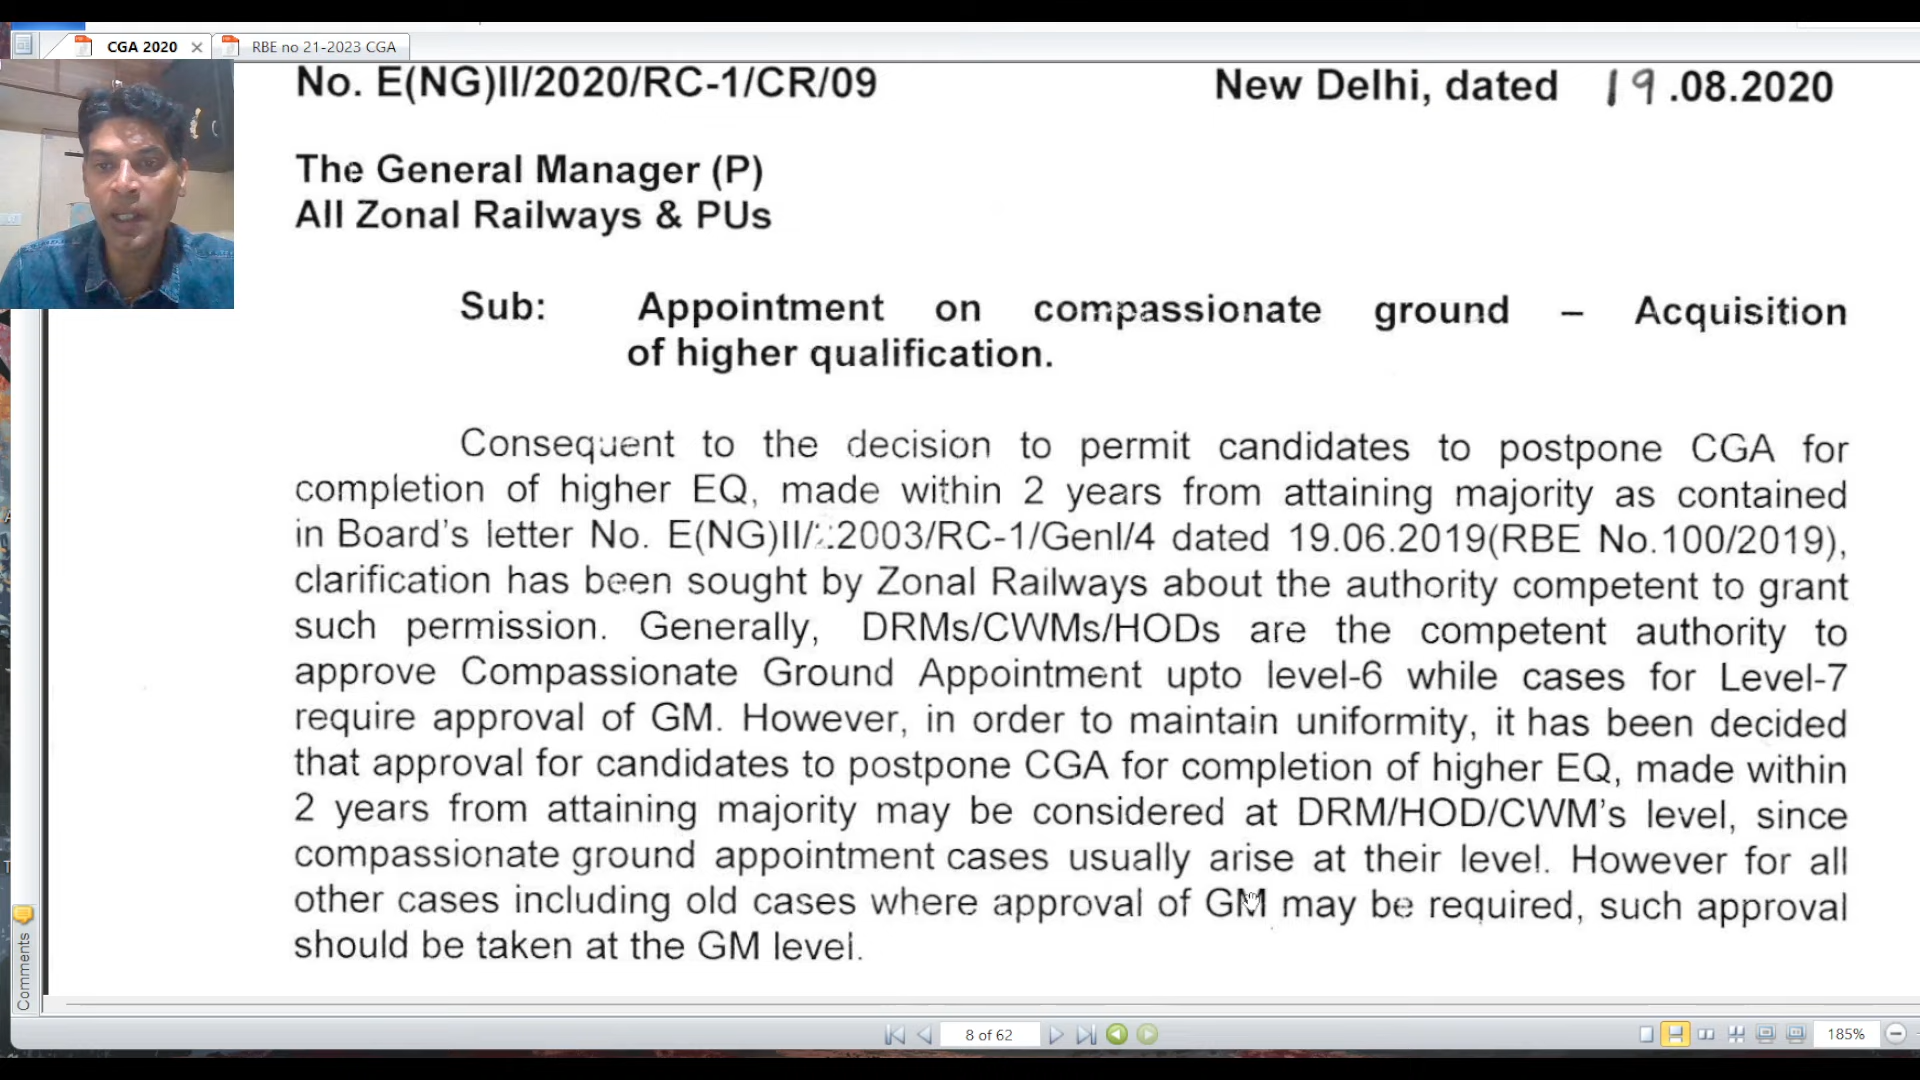 CGA 2020
RBE no 21-2023 CGA
No. E(NG)II/2020/RC-1/CR/09 New Delhi, dated 19.08.2020
The General Manager (P)
All Zonal Railways & PUs
Sub: Appointment on compassionate ground – Acquisition
of higher qualification.
Consequent to the decision to permit candidates to postpone CGA for
completion of higher EQ, made within 2 years from attaining majority as contained
in Board's letter No. E(NG)II/22003/RC-1/Genl/4 dated 19.06.2019(RBE No.100/2019),
clarification has been sought by Zonal Railways about the authority competent to grant
such permission. Generally, DRMs/CWMs/HODs are the competent authority to
approve Compassionate Ground Appointment upto level-6 while cases for Level-7
require approval of GM. However, in order to maintain uniformity, it has been decided
that approval for candidates to postpone CGA for completion of higher EQ, made within
2 years from attaining majority may be considered at DRM/HOD/CWM's level, since
compassionate ground appointment cases usually arise at their level. However for all
other cases including old cases where approval of GM may be required, such approval
should be taken at the GM level.
Comments
8 of 62
185%